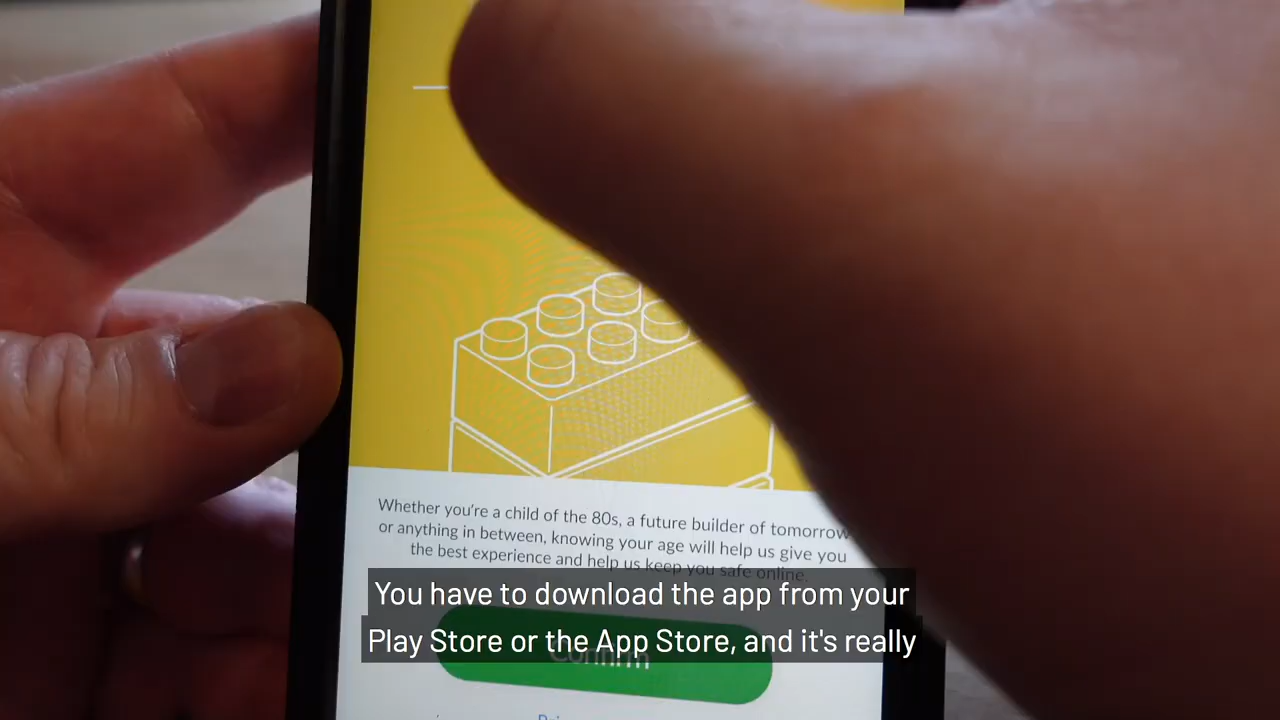 Whether you're a child of the 80s, a future builder of tomorrow
or anything in between, knowing your age will help us give you
the best experience and help us keep you safe online.
You have to download the app from your
Play Store or the App Store, and it's really
Confirm